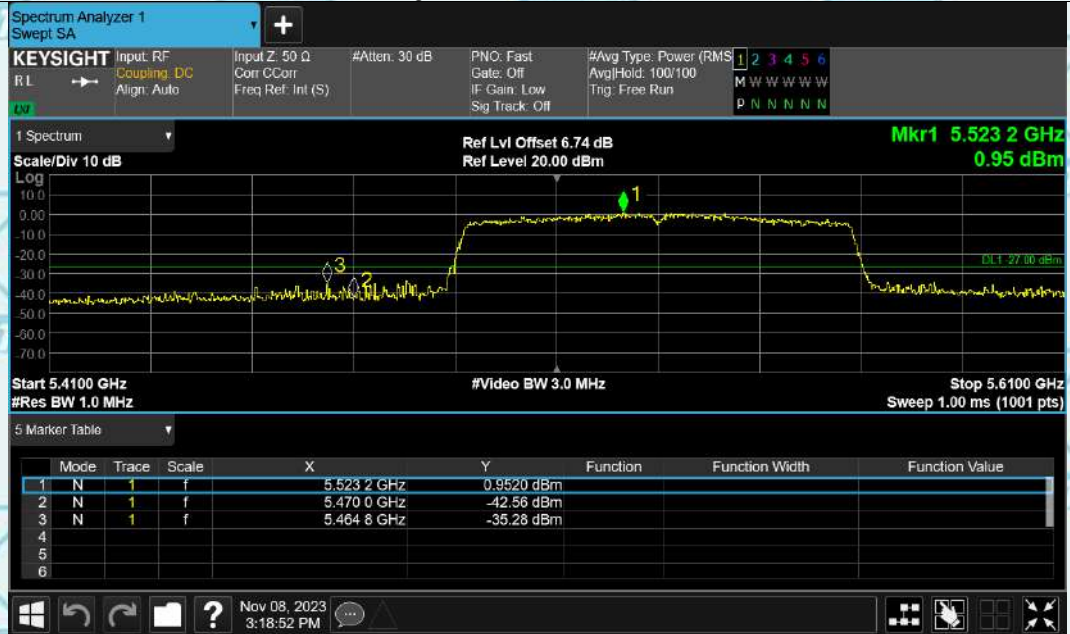 Spectrum Analyzer 1
Swept SA
+
KEYSIGHT
RL
LXI
Input: RF
Coupling: DC
Align: Auto
Input Z: 50 Ω
Corr CCorr
Freq Ref: Int (S)
#Atten: 30 dB
PNO: Fast
Gate: Off
IF Gain: Low
Sig Track: Off
#Avg Type: Power (RMS
Avg|Hold: 100/100
Trig: Free Run
1 2 3 4 5 6
M W W W W W
P N N N N N
1 Spectrum
Scale/Div 10 dB
Ref Lvl Offset 6.74 dB
Ref Level 20.00 dBm
Mkr1 5.523 2 GHz
0.95 dBm
Log
10.0
0.00
-10.0
-20.0
-30.0
-40.0
-50.0
-60.0
-70.0
1
3
2
DL1 -27.00 dBm
Start 5.4100 GHz
#Res BW 1.0 MHz
#Video BW 3.0 MHz
Stop 5.6100 GHz
Sweep 1.00 ms (1001 pts)
5 Marker Table
Mode Trace Scale X Y Function Function Width Function Value
1 N 1 f 5.523 2 GHz 0.9520 dBm
2 N 1 f 5.470 0 GHz -42.56 dBm
3 N 1 f 5.464 8 GHz -35.28 dBm
4
5
6
?
Nov 08, 2023
3:18:52 PM